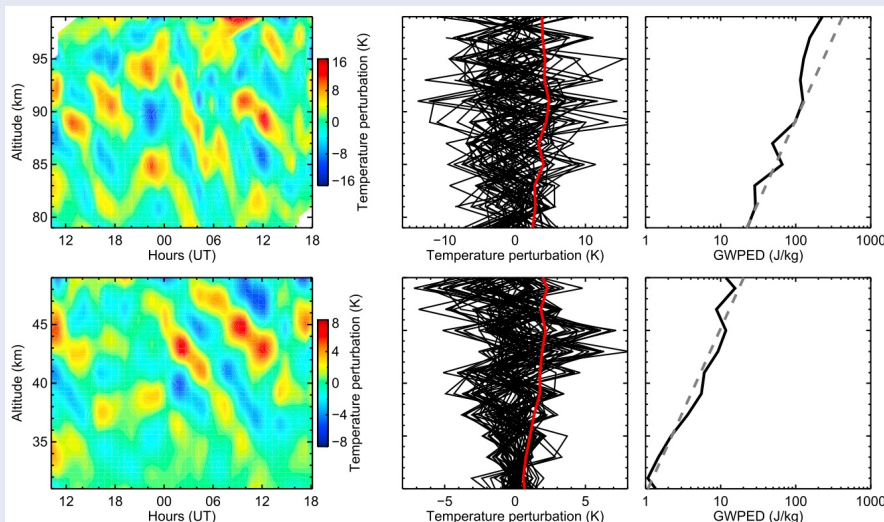 95
90
85
80
Altitude (km)
12 18 00 06 12 18
Hours (UT)
16
8
0
−8
−16
Temperature perturbation (K)
−10 0 10
Temperature perturbation (K)
1 10 100 1000
GWPED (J/kg)
45
40
35
Altitude (km)
12 18 00 06 12 18
Hours (UT)
8
4
0
−4
−8
Temperature perturbation (K)
−5 0 5
Temperature perturbation (K)
1 10 100 1000
GWPED (J/kg)